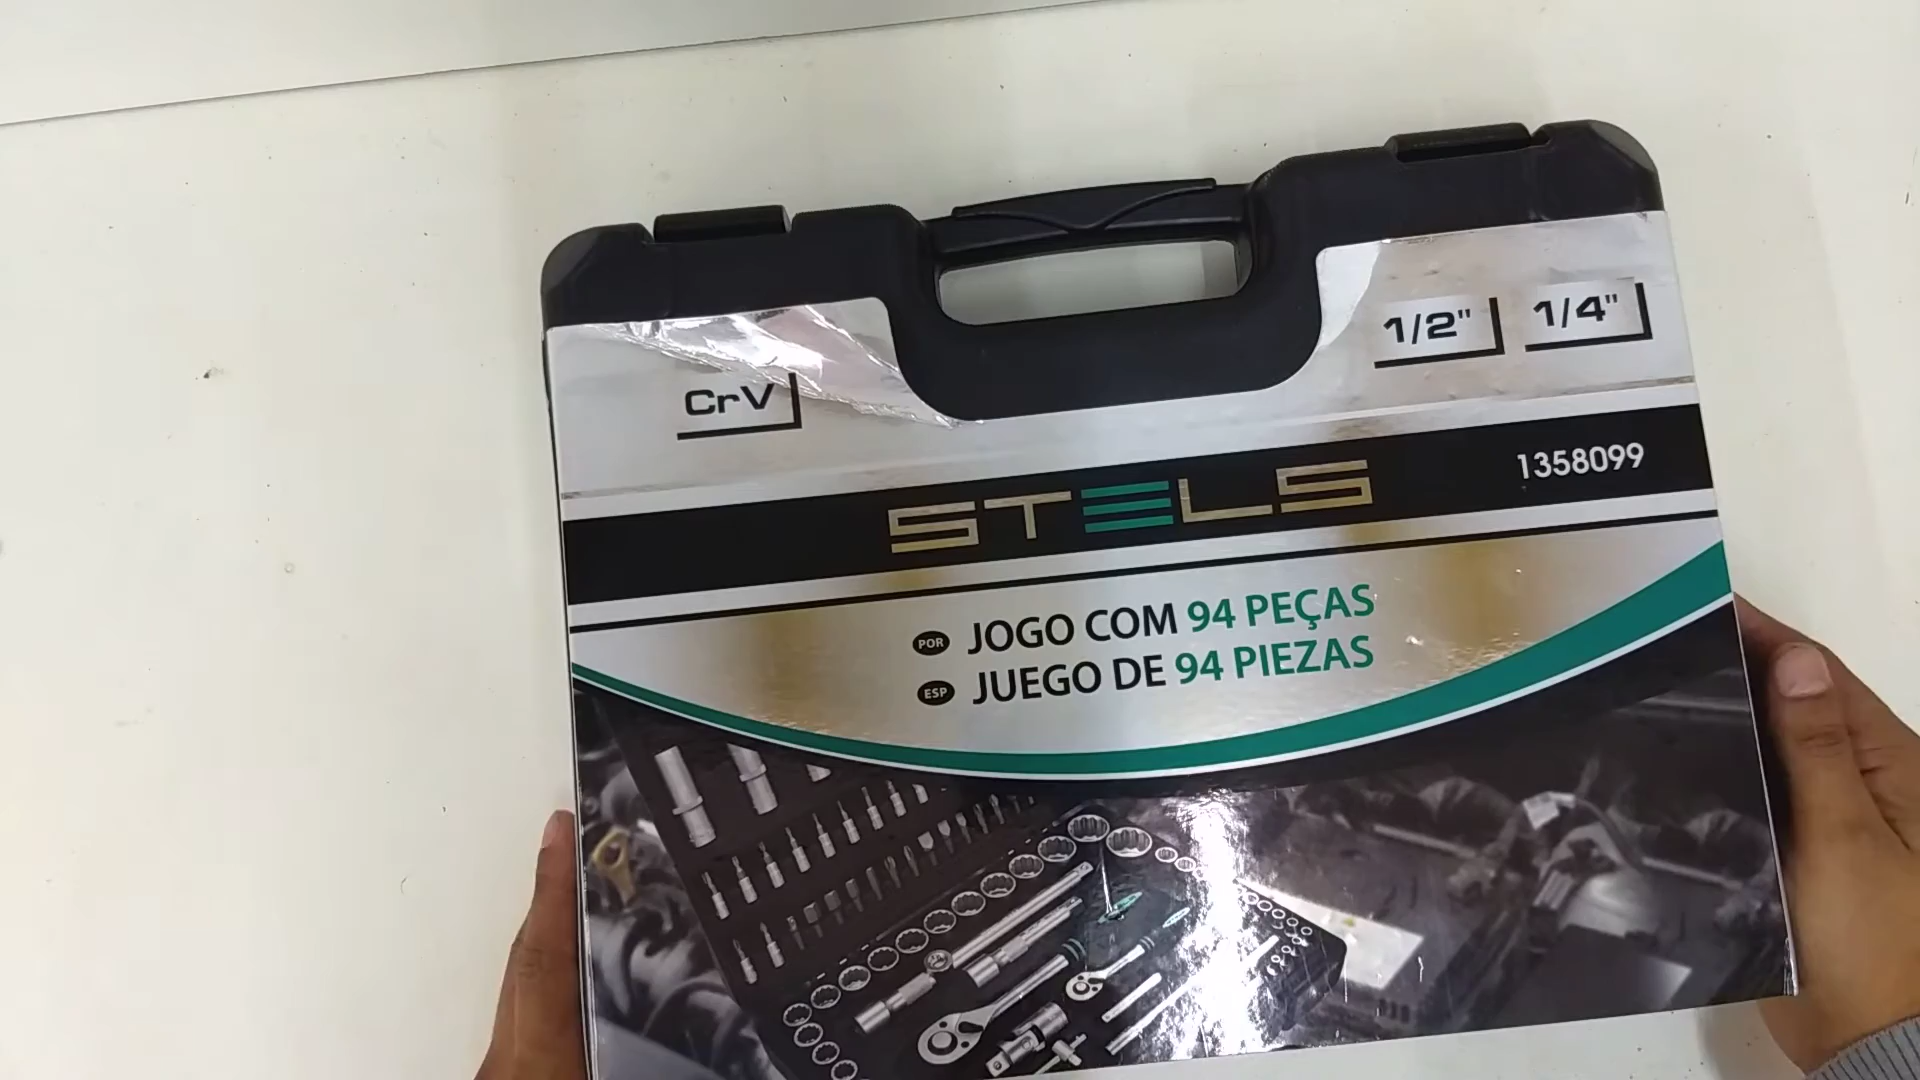 CrV
1/2" 1/4"
STELS
1358099
POR JOGO COM 94 PEÇAS
ESP JUEGO DE 94 PIEZAS